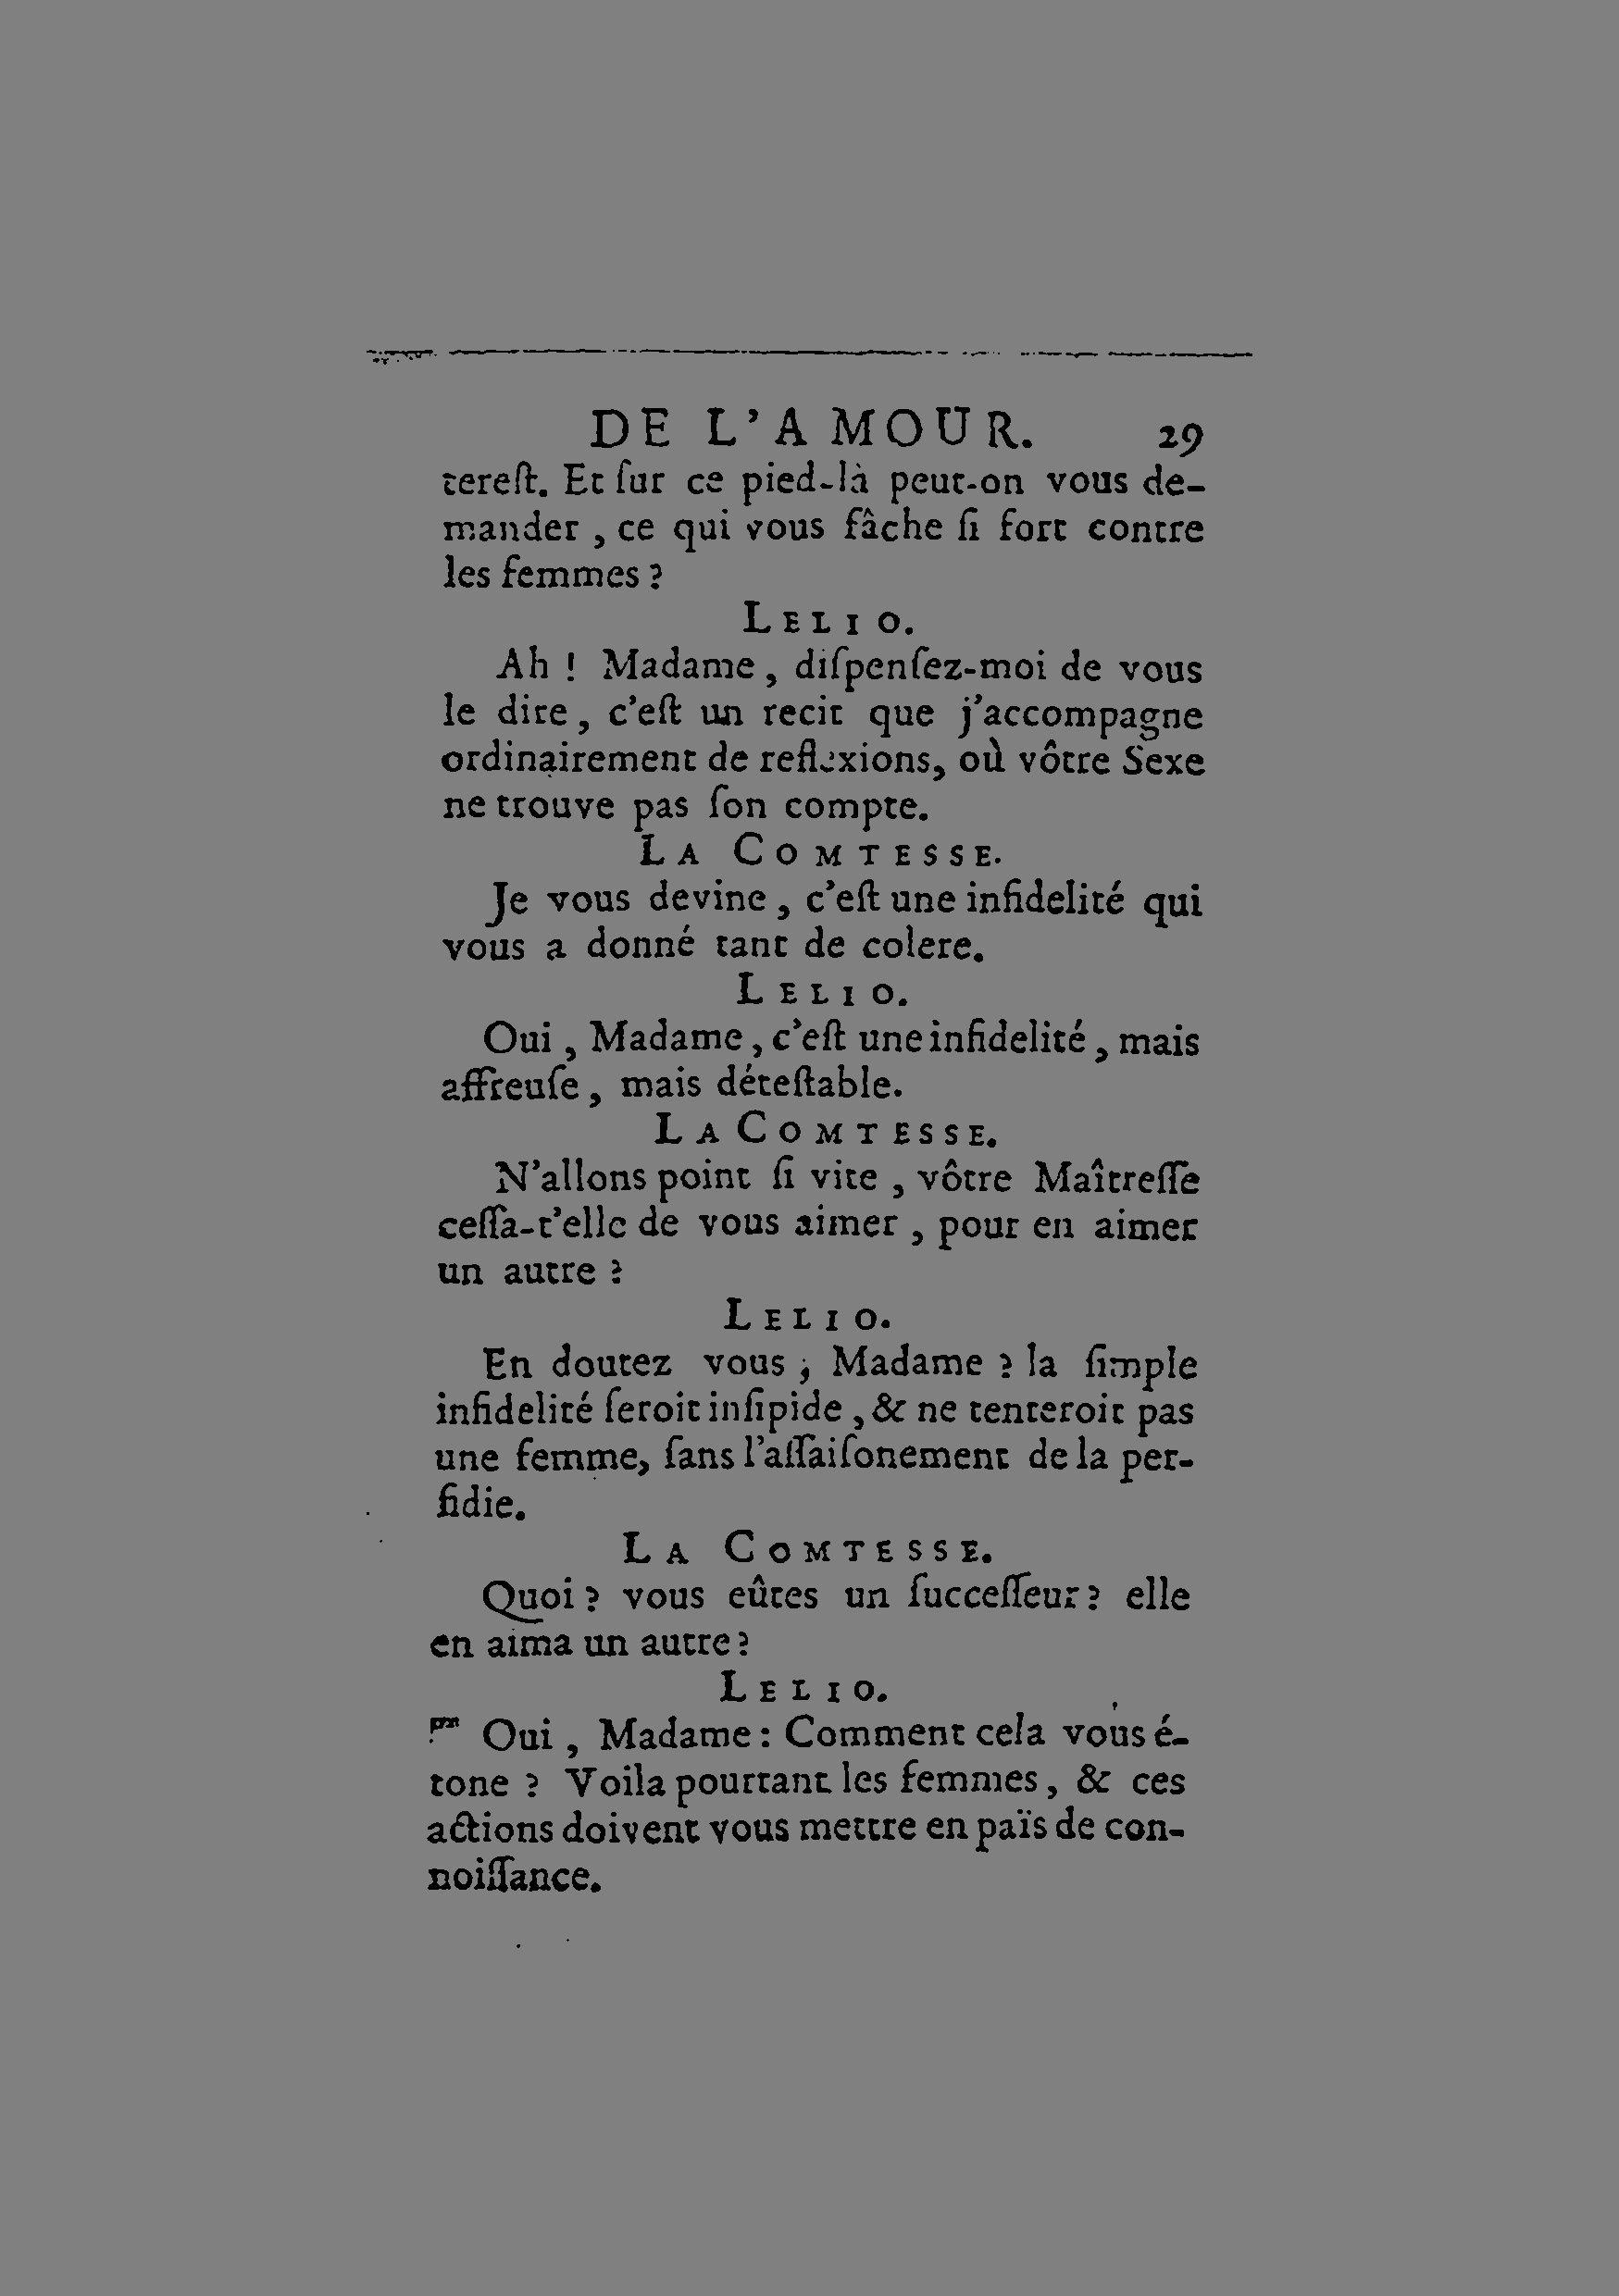 DE L'AMOUR. 29
tereſt. Et ſur ce pied-là peut-on vous de-
mander, ce qui vous fâche ſi fort contre
les femmes?
LELIO.
Ah! Madame, diſpenſez-moi de vous
le dire, c'eſt un recit que j'accompagne
ordinairement de reflexions, où vôtre Sexe
ne trouve pas ſon compte.
LA COMTESSE.
Je vous devine, c'eſt une infidelité qui
vous a donné tant de colere.
LELIO.
Oui, Madame, c'eſt une infidelité, mais
affreuſe, mais déteſtable.
LA COMTESSE.
N'allons point ſi vite, vôtre Maîtreſſe
ceſſa-t'elle de vous aimer, pour en aimer
un autre?
LELIO.
En doutez vous, Madame? la ſimple
infidelité ſeroit inſipide, & ne tenteroit pas
une femme, ſans l'aſſaiſonement de la per-
fidie.
LA COMTESSE.
Quoi? vous eûtes un ſucceſſeur? elle
en aima un autre?
LELIO.
Oui, Madame: Comment cela vous é-
tone? Voila pourtant les femmes, & ces
actions doivent vous mettre en païs de con-
noiſſance.